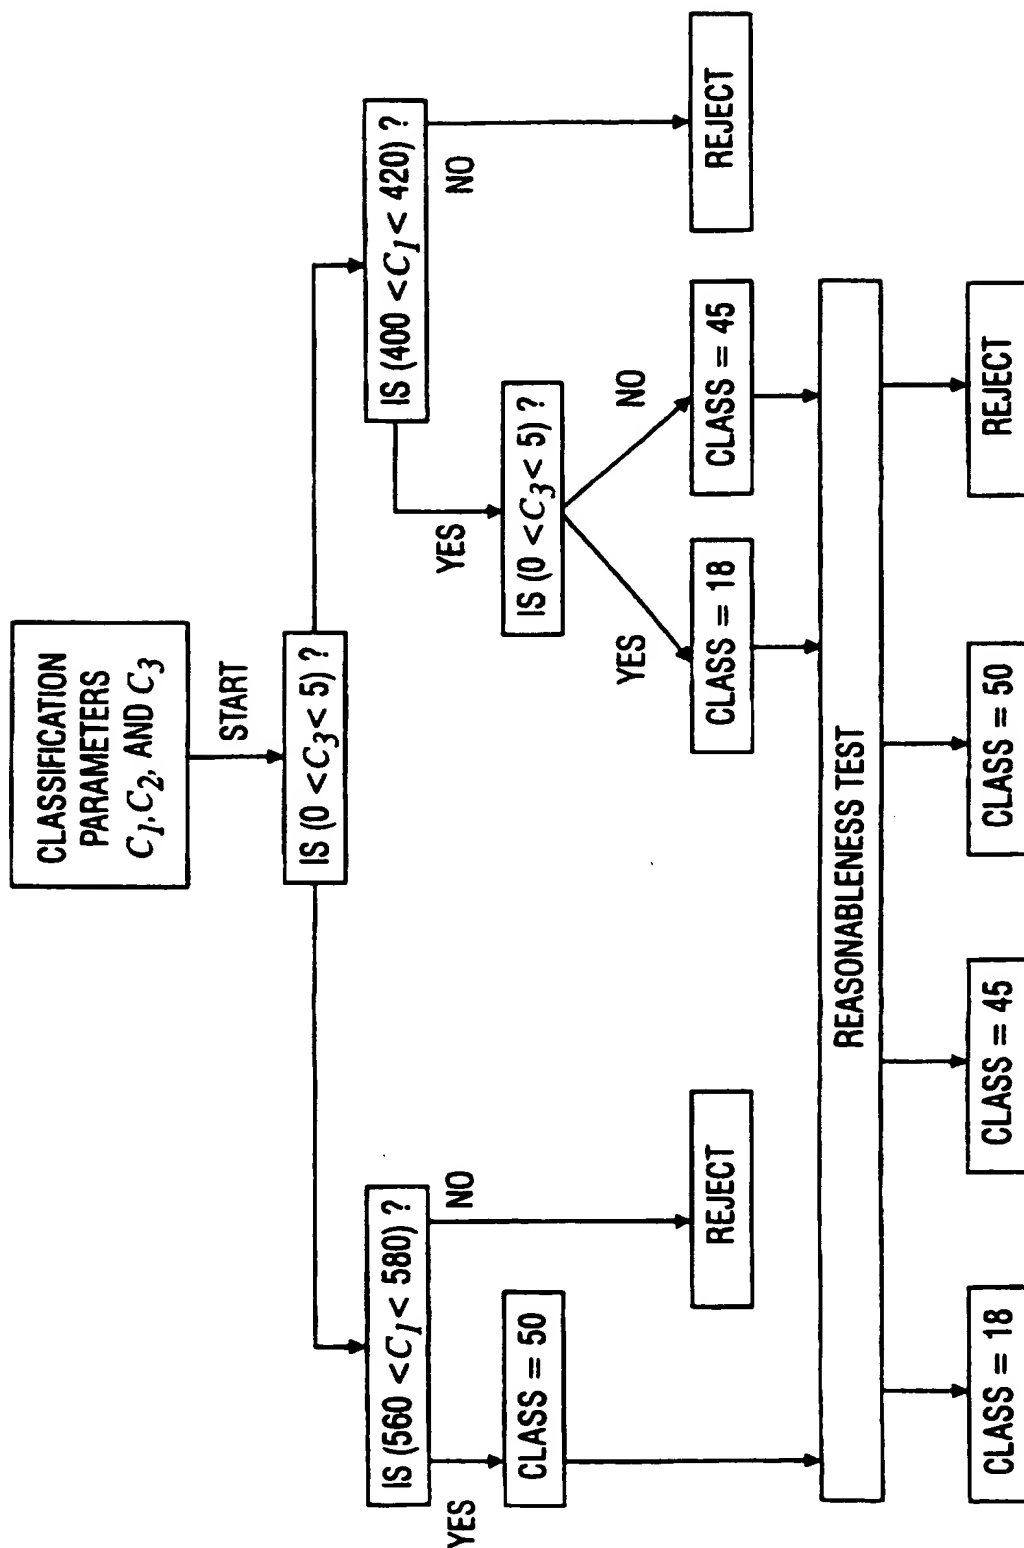 CLASSIFICATION
PARAMETERS
C1, C2, AND C3
START
IS (0 < C3 < 5) ?
IS (560 < C1 < 580) ?
IS (400 < C1 < 420) ?
YES
NO
YES
NO
CLASS = 50
IS (0 < C3 < 5) ?
YES
NO
REJECT
CLASS = 18
CLASS = 45
REJECT
REASONABLENESS TEST
CLASS = 18
CLASS = 45
CLASS = 50
REJECT